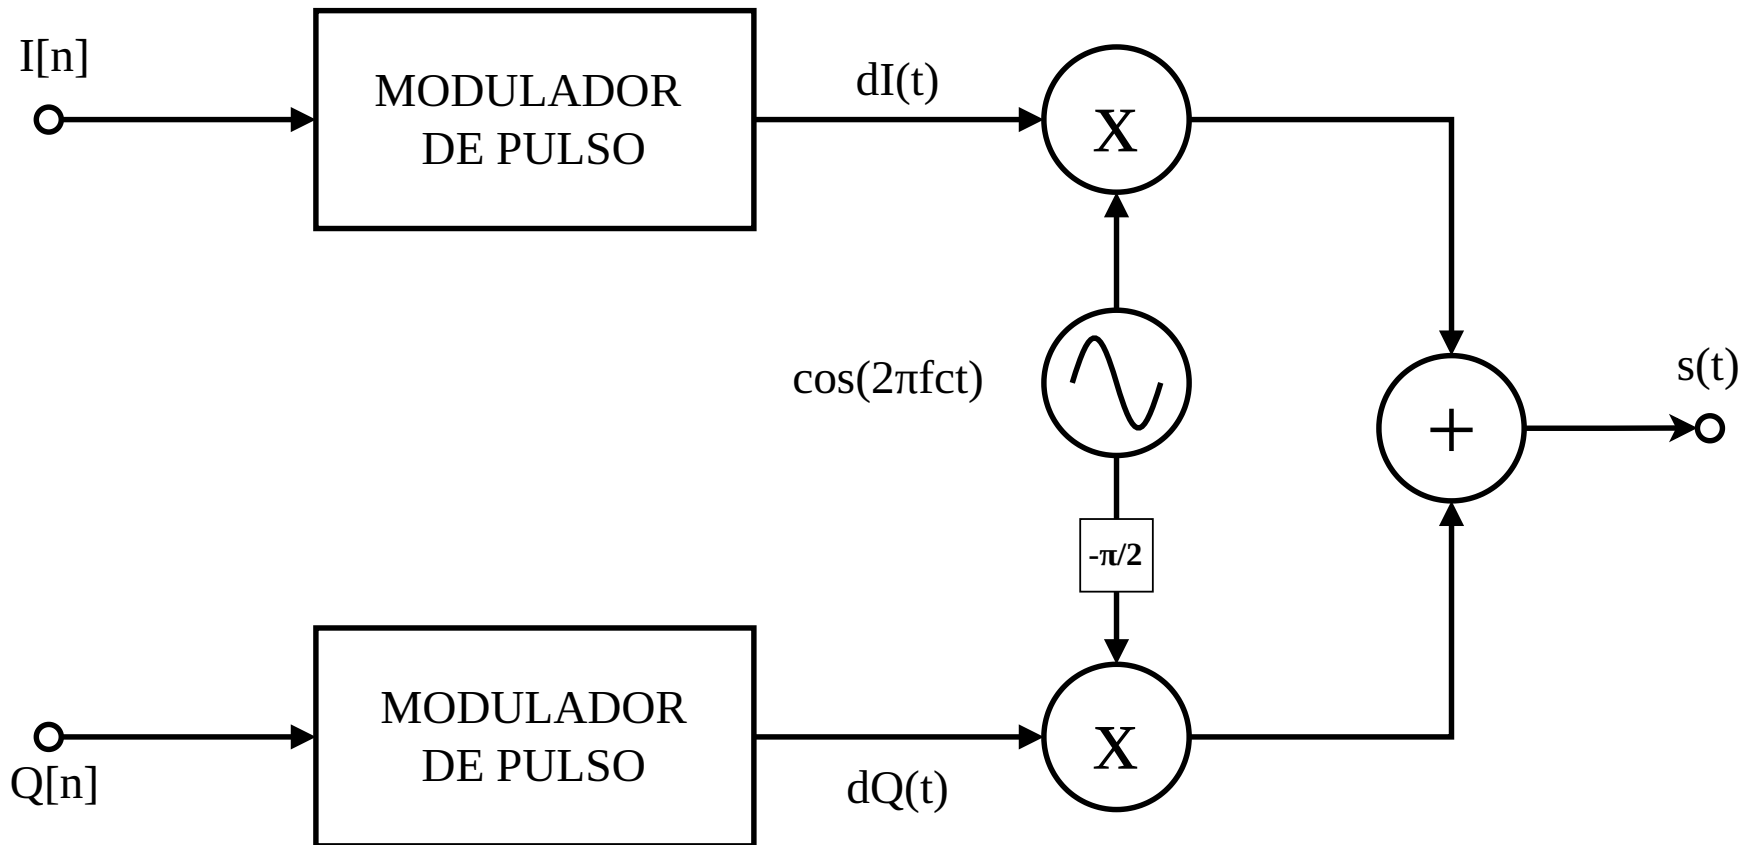 I[n]
MODULADOR
DE PULSO
dI(t)
X
cos(2πfct)
s(t)
+
-π/2
MODULADOR
DE PULSO
X
Q[n]
dQ(t)